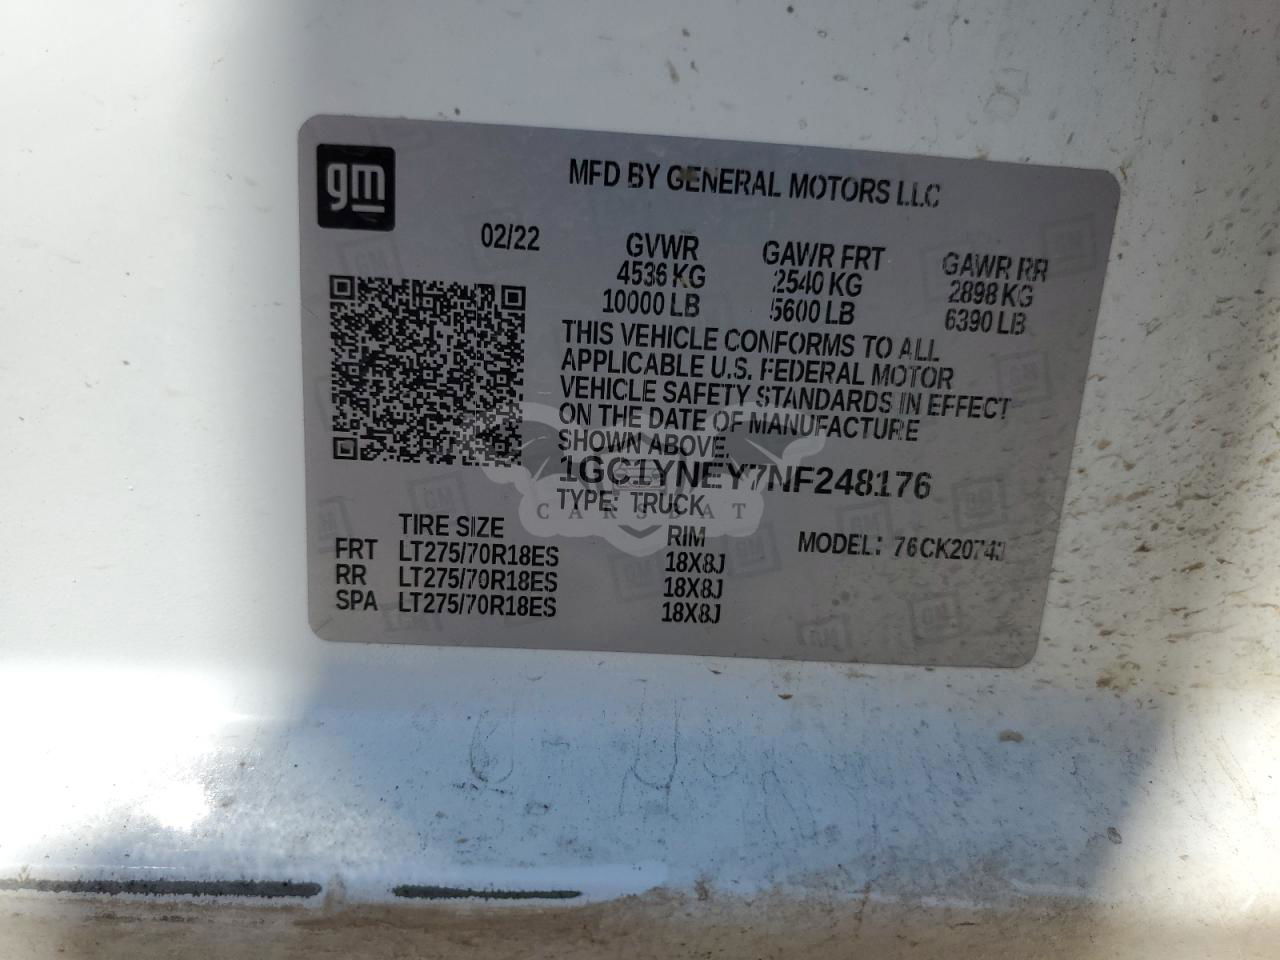 gm
MFD BY GENERAL MOTORS LLC
02/22
GVWR
4536 KG
10000 LB
GAWR FRT
2540 KG
5600 LB
GAWR RR
2898 KG
6390 LB
THIS VEHICLE CONFORMS TO ALL
APPLICABLE U.S. FEDERAL MOTOR
VEHICLE SAFETY STANDARDS IN EFFECT
ON THE DATE OF MANUFACTURE
SHOWN ABOVE.
1GC1YNEY7NF248176
TYPE: TRUCK
CARSBAT
TIRE SIZE RIM
FRT LT275/70R18ES 18X8J
RR LT275/70R18ES 18X8J
SPA LT275/70R18ES 18X8J
MODEL: 76CK20743